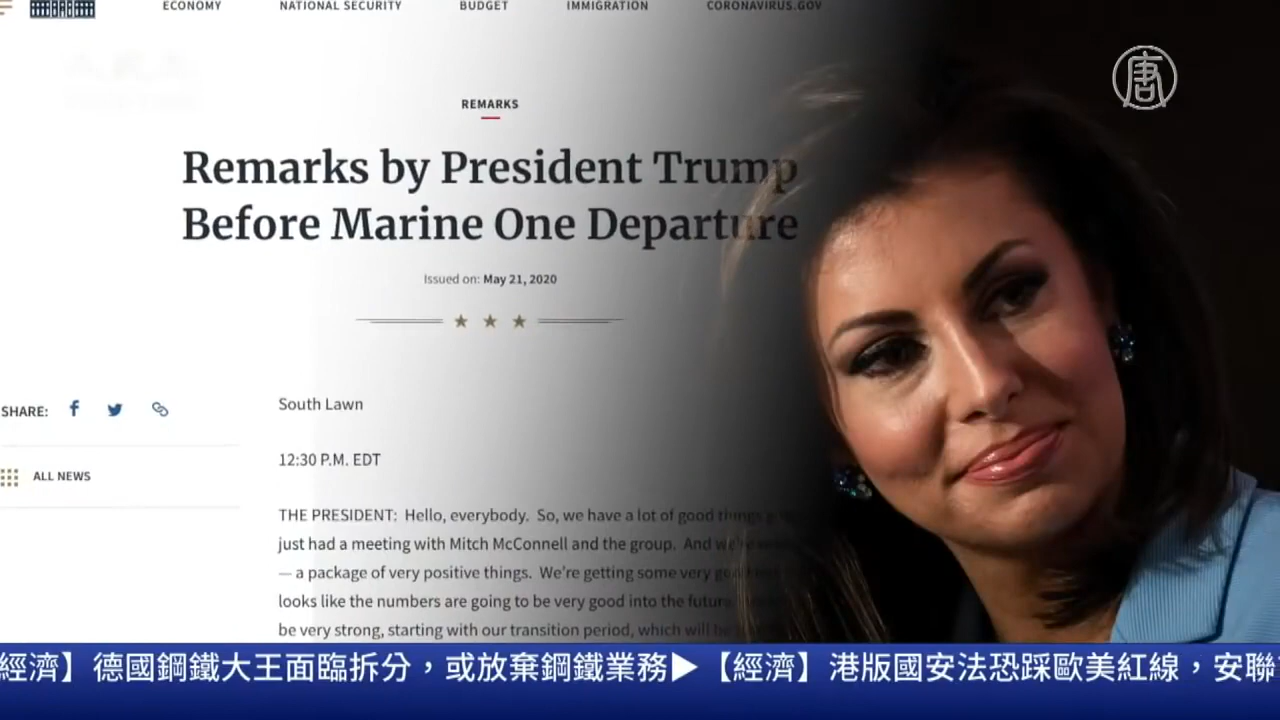 ECONOMY NATIONAL SECURITY BUDGET IMMIGRATION CORONAVIRUS.GOV
唐
REMARKS
Remarks by President Trump
Before Marine One Departure
Issued on: May 21, 2020
SHARE:
ALL NEWS
South Lawn
12:30 P.M. EDT
THE PRESIDENT: Hello, everybody. So, we have a lot of good things
just had a meeting with Mitch McConnell and the group. And we're
— a package of very positive things. We're getting some very
looks like the numbers are going to be very good into the future.
be very strong, starting with our transition period, which will be
經濟】德國鋼鐵大王面臨拆分，或放棄鋼鐵業務▶【經濟】港版國安法恐踩歐美紅線，安聯